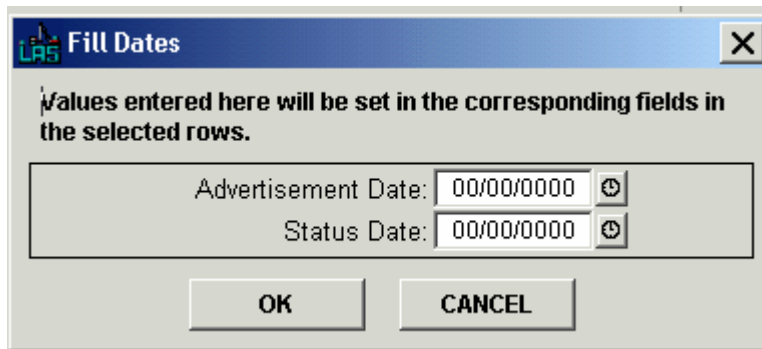 LAS Fill Dates
Values entered here will be set in the corresponding fields in
the selected rows.
Advertisement Date: 00/00/0000
Status Date: 00/00/0000
OK CANCEL